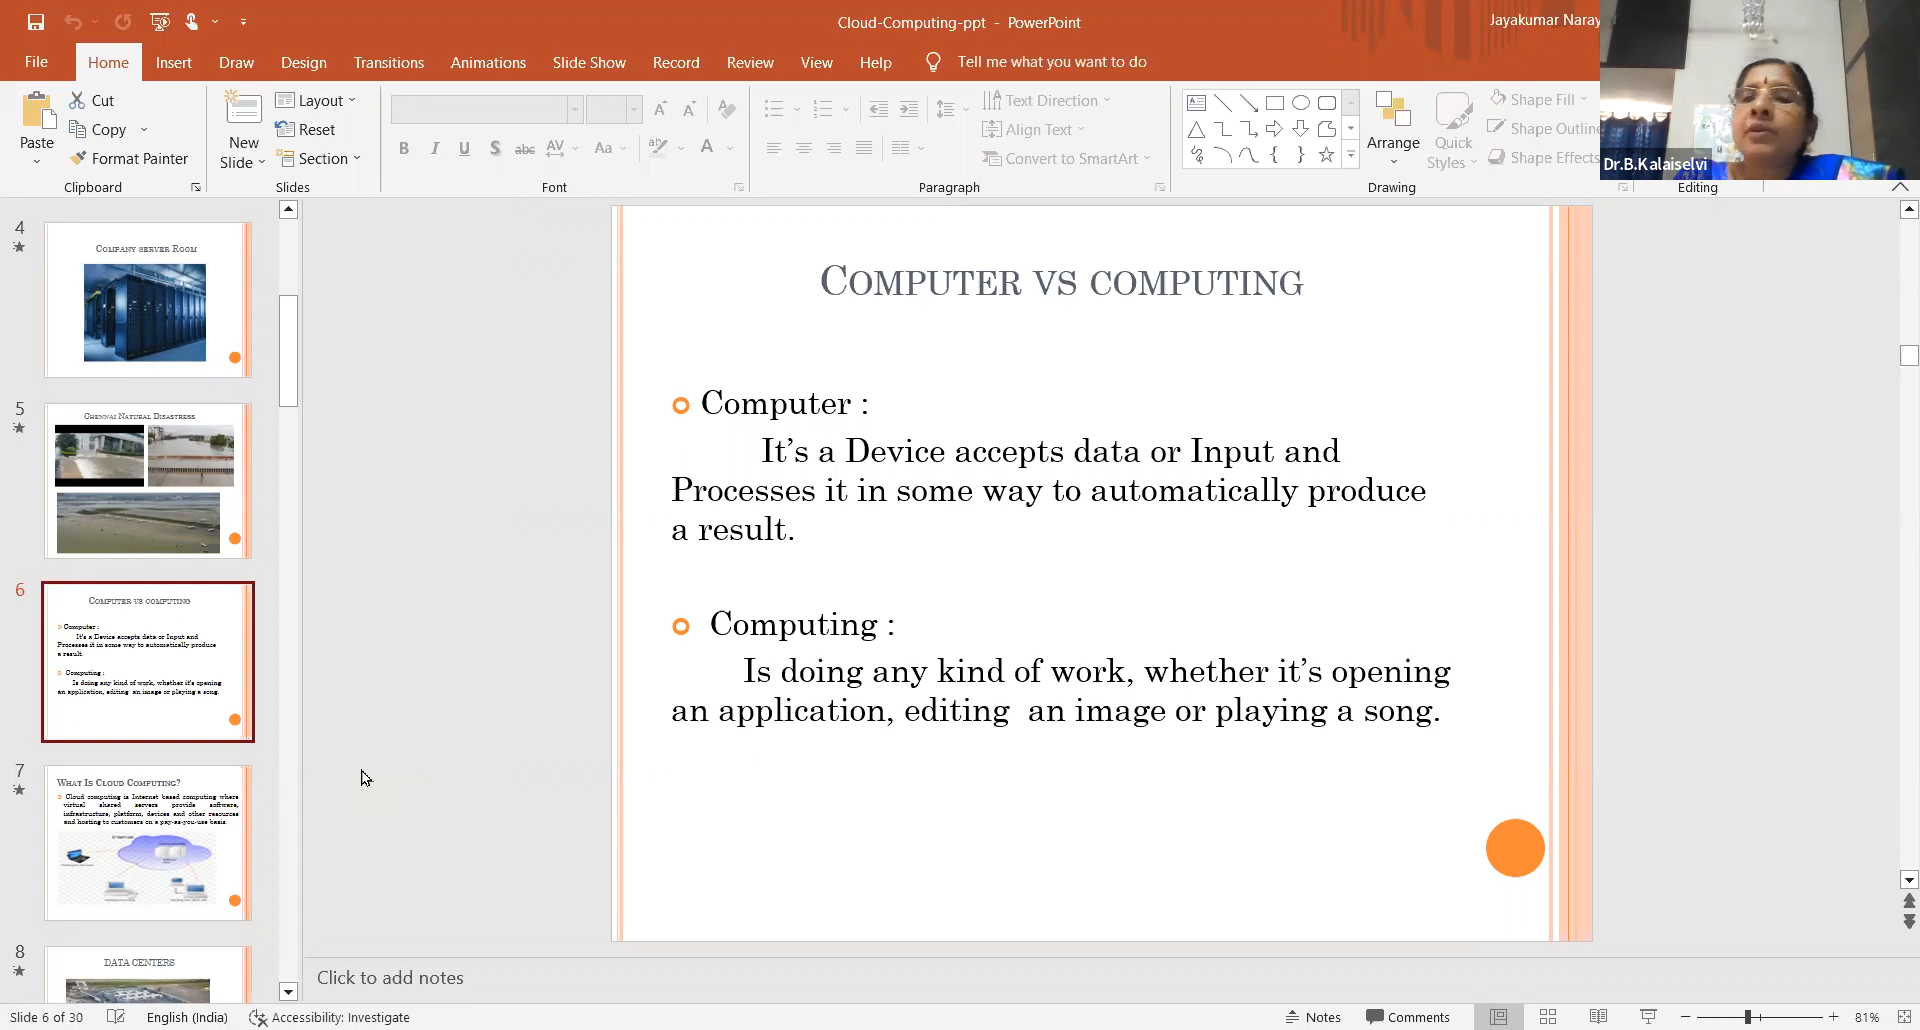 Cloud-Computing-ppt - PowerPoint
Jayakumar Naray
File Home Insert Draw Design Transitions Animations Slide Show Record Review View Help Tell me what you want to do
Paste
Cut
Copy
Format Painter
Clipboard
New
Slide
Layout
Reset
Section
Slides
B I U S abc AV Aa A
Font
Text Direction
Align Text
Convert to SmartArt
Paragraph
Arrange
Quick
Styles
Shape Fill
Shape Outline
Shape Effects
Drawing
Editing
Dr.B.Kalaiselvi
4
COMPANY SERVER ROOM
5
CHENNAI NATURAL DISASTRESS
6
COMPUTER VS COMPUTING
Computer :
It's a Device accepts data or Input and
Processes it in some way to automatically produce
a result.
Computing :
Is doing any kind of work, whether it's opening
an application, editing an image or playing a song.
7
WHAT IS CLOUD COMPUTING?
Cloud computing is Internet based computing where
virtual shared servers provide software,
infrastructure, platform, devices and other resources
and hosting to customers on a pay-as-you-use basis.
8
DATA CENTERS
COMPUTER VS COMPUTING
Computer :
It's a Device accepts data or Input and
Processes it in some way to automatically produce
a result.
Computing :
Is doing any kind of work, whether it's opening
an application, editing  an image or playing a song.
Click to add notes
Slide 6 of 30 English (India) Accessibility: Investigate Notes Comments 81%